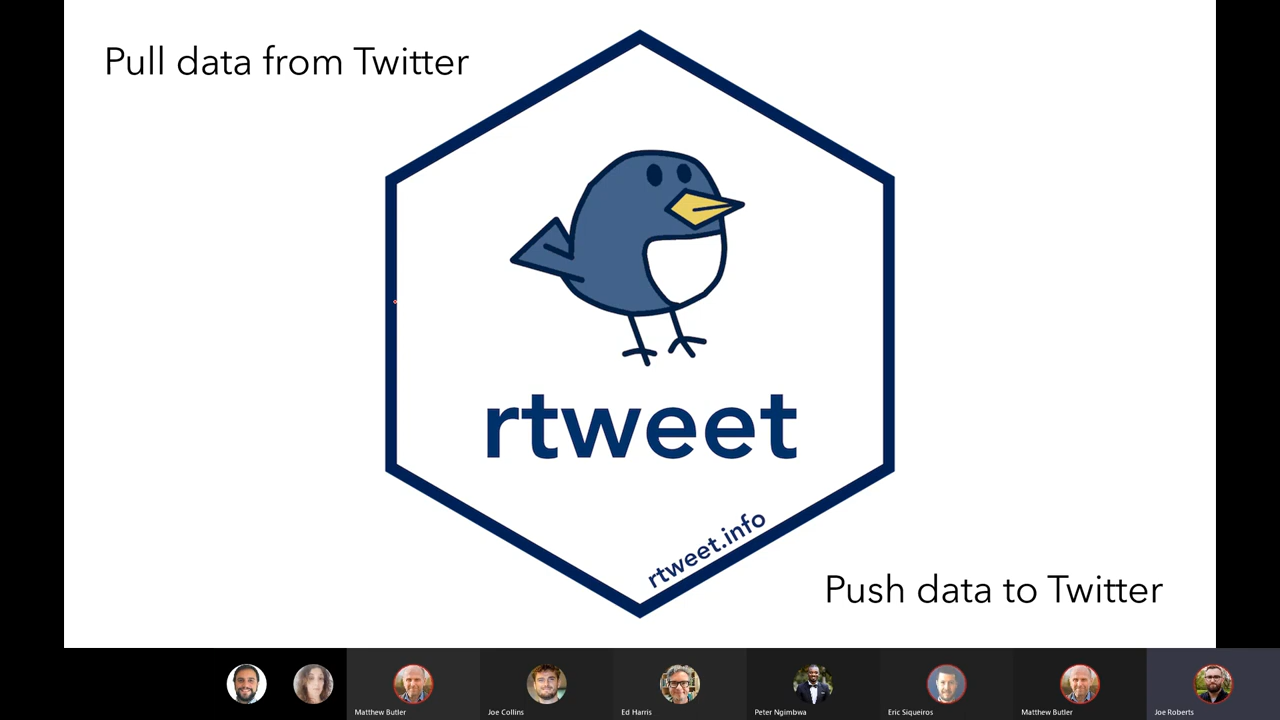 Pull data from Twitter
rtweet
rtweet.info
Push data to Twitter
Matthew Butler
Joe Collins
Ed Harris
Peter Ngimbwa
Eric Siqueiros
Matthew Butler
Joe Roberts